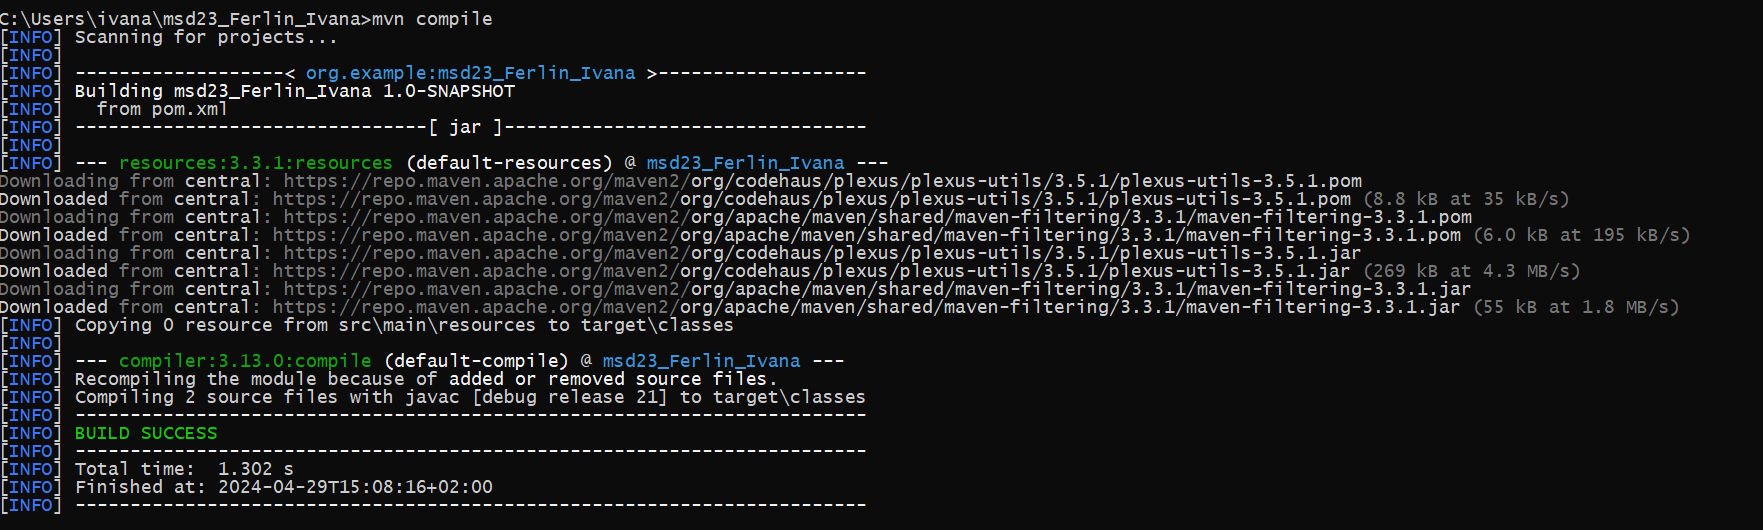 C:\Users\ivana\msd23_Ferlin_Ivana>mvn compile
[INFO] Scanning for projects...
[INFO]
[INFO] -------------------< org.example:msd23_Ferlin_Ivana >-------------------
[INFO] Building msd23_Ferlin_Ivana 1.0-SNAPSHOT
[INFO]   from pom.xml
[INFO] --------------------------------[ jar ]---------------------------------
[INFO]
[INFO] --- resources:3.3.1:resources (default-resources) @ msd23_Ferlin_Ivana ---
Downloading from central: https://repo.maven.apache.org/maven2/org/codehaus/plexus/plexus-utils/3.5.1/plexus-utils-3.5.1.pom
Downloaded from central: https://repo.maven.apache.org/maven2/org/codehaus/plexus/plexus-utils/3.5.1/plexus-utils-3.5.1.pom (8.8 kB at 35 kB/s)
Downloading from central: https://repo.maven.apache.org/maven2/org/apache/maven/shared/maven-filtering/3.3.1/maven-filtering-3.3.1.pom
Downloaded from central: https://repo.maven.apache.org/maven2/org/apache/maven/shared/maven-filtering/3.3.1/maven-filtering-3.3.1.pom (6.0 kB at 195 kB/s)
Downloading from central: https://repo.maven.apache.org/maven2/org/codehaus/plexus/plexus-utils/3.5.1/plexus-utils-3.5.1.jar
Downloaded from central: https://repo.maven.apache.org/maven2/org/codehaus/plexus/plexus-utils/3.5.1/plexus-utils-3.5.1.jar (269 kB at 4.3 MB/s)
Downloading from central: https://repo.maven.apache.org/maven2/org/apache/maven/shared/maven-filtering/3.3.1/maven-filtering-3.3.1.jar
Downloaded from central: https://repo.maven.apache.org/maven2/org/apache/maven/shared/maven-filtering/3.3.1/maven-filtering-3.3.1.jar (55 kB at 1.8 MB/s)
[INFO] Copying 0 resource from src\main\resources to target\classes
[INFO]
[INFO] --- compiler:3.13.0:compile (default-compile) @ msd23_Ferlin_Ivana ---
[INFO] Recompiling the module because of added or removed source files.
[INFO] Compiling 2 source files with javac [debug release 21] to target\classes
[INFO] ------------------------------------------------------------------------
[INFO] BUILD SUCCESS
[INFO] ------------------------------------------------------------------------
[INFO] Total time:  1.302 s
[INFO] Finished at: 2024-04-29T15:08:16+02:00
[INFO] ------------------------------------------------------------------------